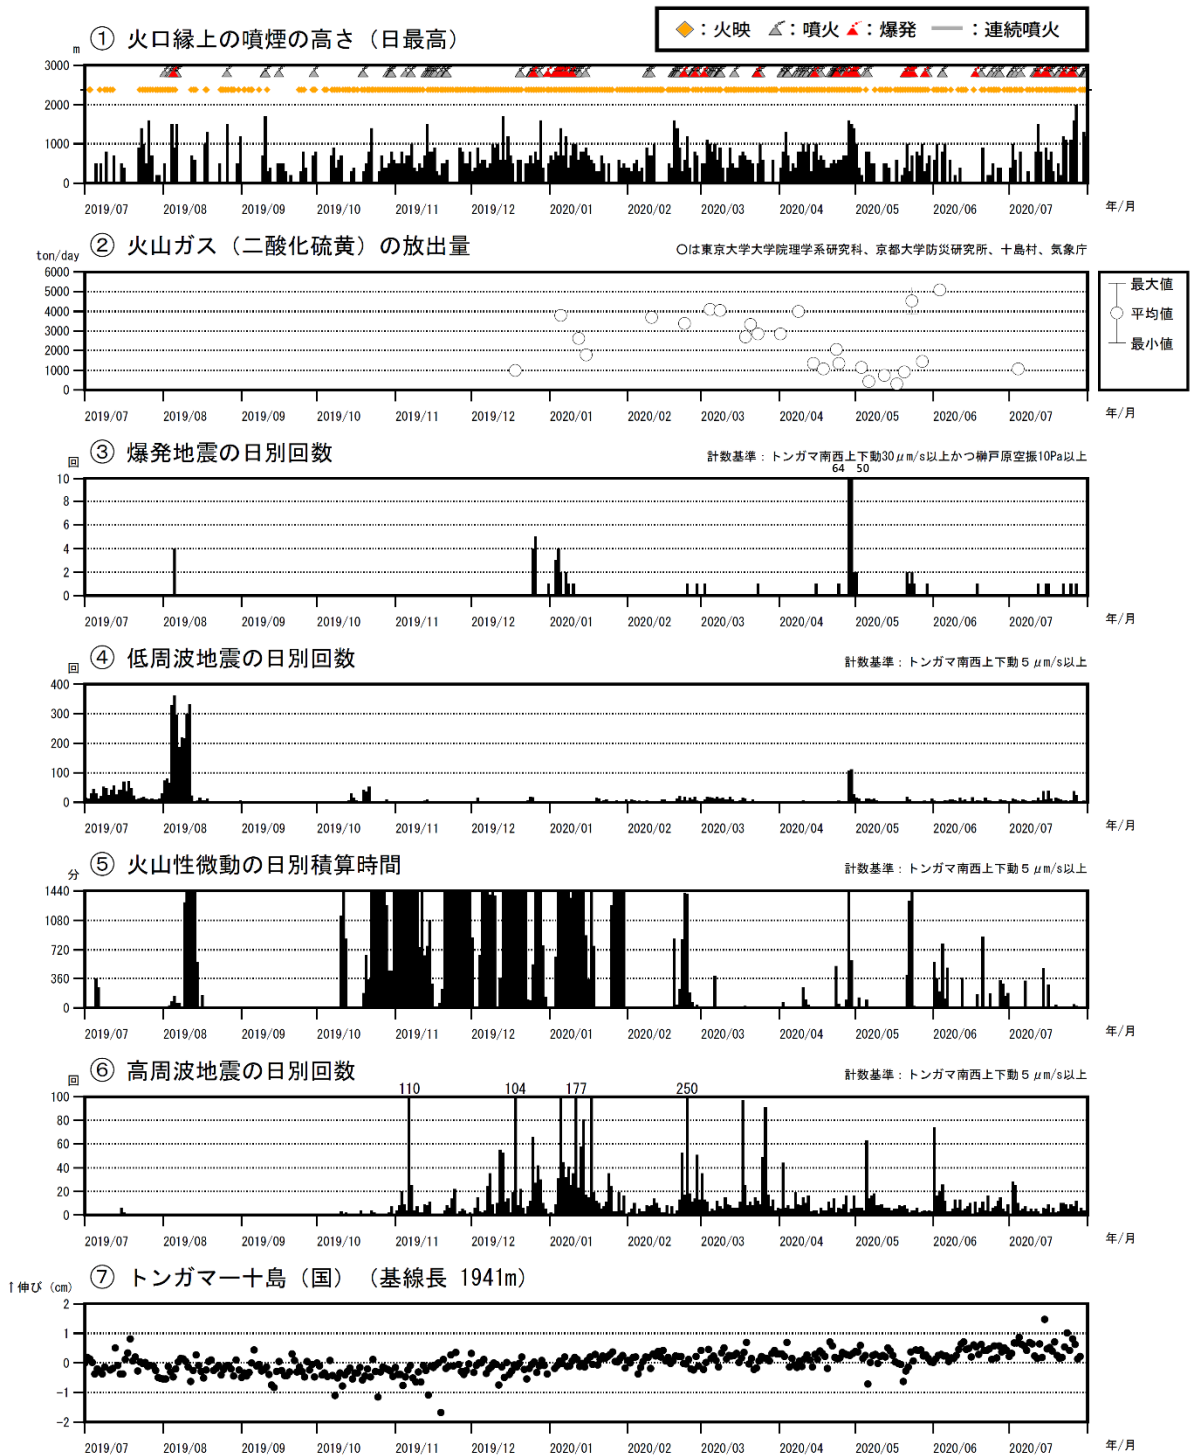 ◆：火映 ：噴火 ：爆発 ：連続噴火
① 火口縁上の噴煙の高さ（日最高）
m
3000
2000
1000
0
2019/07 2019/08 2019/09 2019/10 2019/11 2019/12 2020/01 2020/02 2020/03 2020/04 2020/05 2020/06 2020/07 年/月
② 火山ガス（二酸化硫黄）の放出量
○は東京大学大学院理学系研究科、京都大学防災研究所、十島村、気象庁
ton/day
6000
5000
4000
3000
2000
1000
0
最大値
平均値
最小値
2019/07 2019/08 2019/09 2019/10 2019/11 2019/12 2020/01 2020/02 2020/03 2020/04 2020/05 2020/06 2020/07 年/月
③ 爆発地震の日別回数
計数基準：トンガマ南西上下動30μm/s以上かつ榊戸原空振10Pa以上
回
64 50
10
8
6
4
2
0
2019/07 2019/08 2019/09 2019/10 2019/11 2019/12 2020/01 2020/02 2020/03 2020/04 2020/05 2020/06 2020/07 年/月
④ 低周波地震の日別回数
計数基準：トンガマ南西上下動５μm/s以上
回
400
300
200
100
0
2019/07 2019/08 2019/09 2019/10 2019/11 2019/12 2020/01 2020/02 2020/03 2020/04 2020/05 2020/06 2020/07 年/月
⑤ 火山性微動の日別積算時間
計数基準：トンガマ南西上下動５μm/s以上
分
1440
1080
720
360
0
2019/07 2019/08 2019/09 2019/10 2019/11 2019/12 2020/01 2020/02 2020/03 2020/04 2020/05 2020/06 2020/07 年/月
⑥ 高周波地震の日別回数
計数基準：トンガマ南西上下動５μm/s以上
回
110 104 177 250
100
80
60
40
20
0
2019/07 2019/08 2019/09 2019/10 2019/11 2019/12 2020/01 2020/02 2020/03 2020/04 2020/05 2020/06 2020/07 年/月
⑦ トンガマー十島（国）（基線長 1941m）
↑伸び（cm）
2
1
0
-1
-2
2019/07 2019/08 2019/09 2019/10 2019/11 2019/12 2020/01 2020/02 2020/03 2020/04 2020/05 2020/06 2020/07 年/月